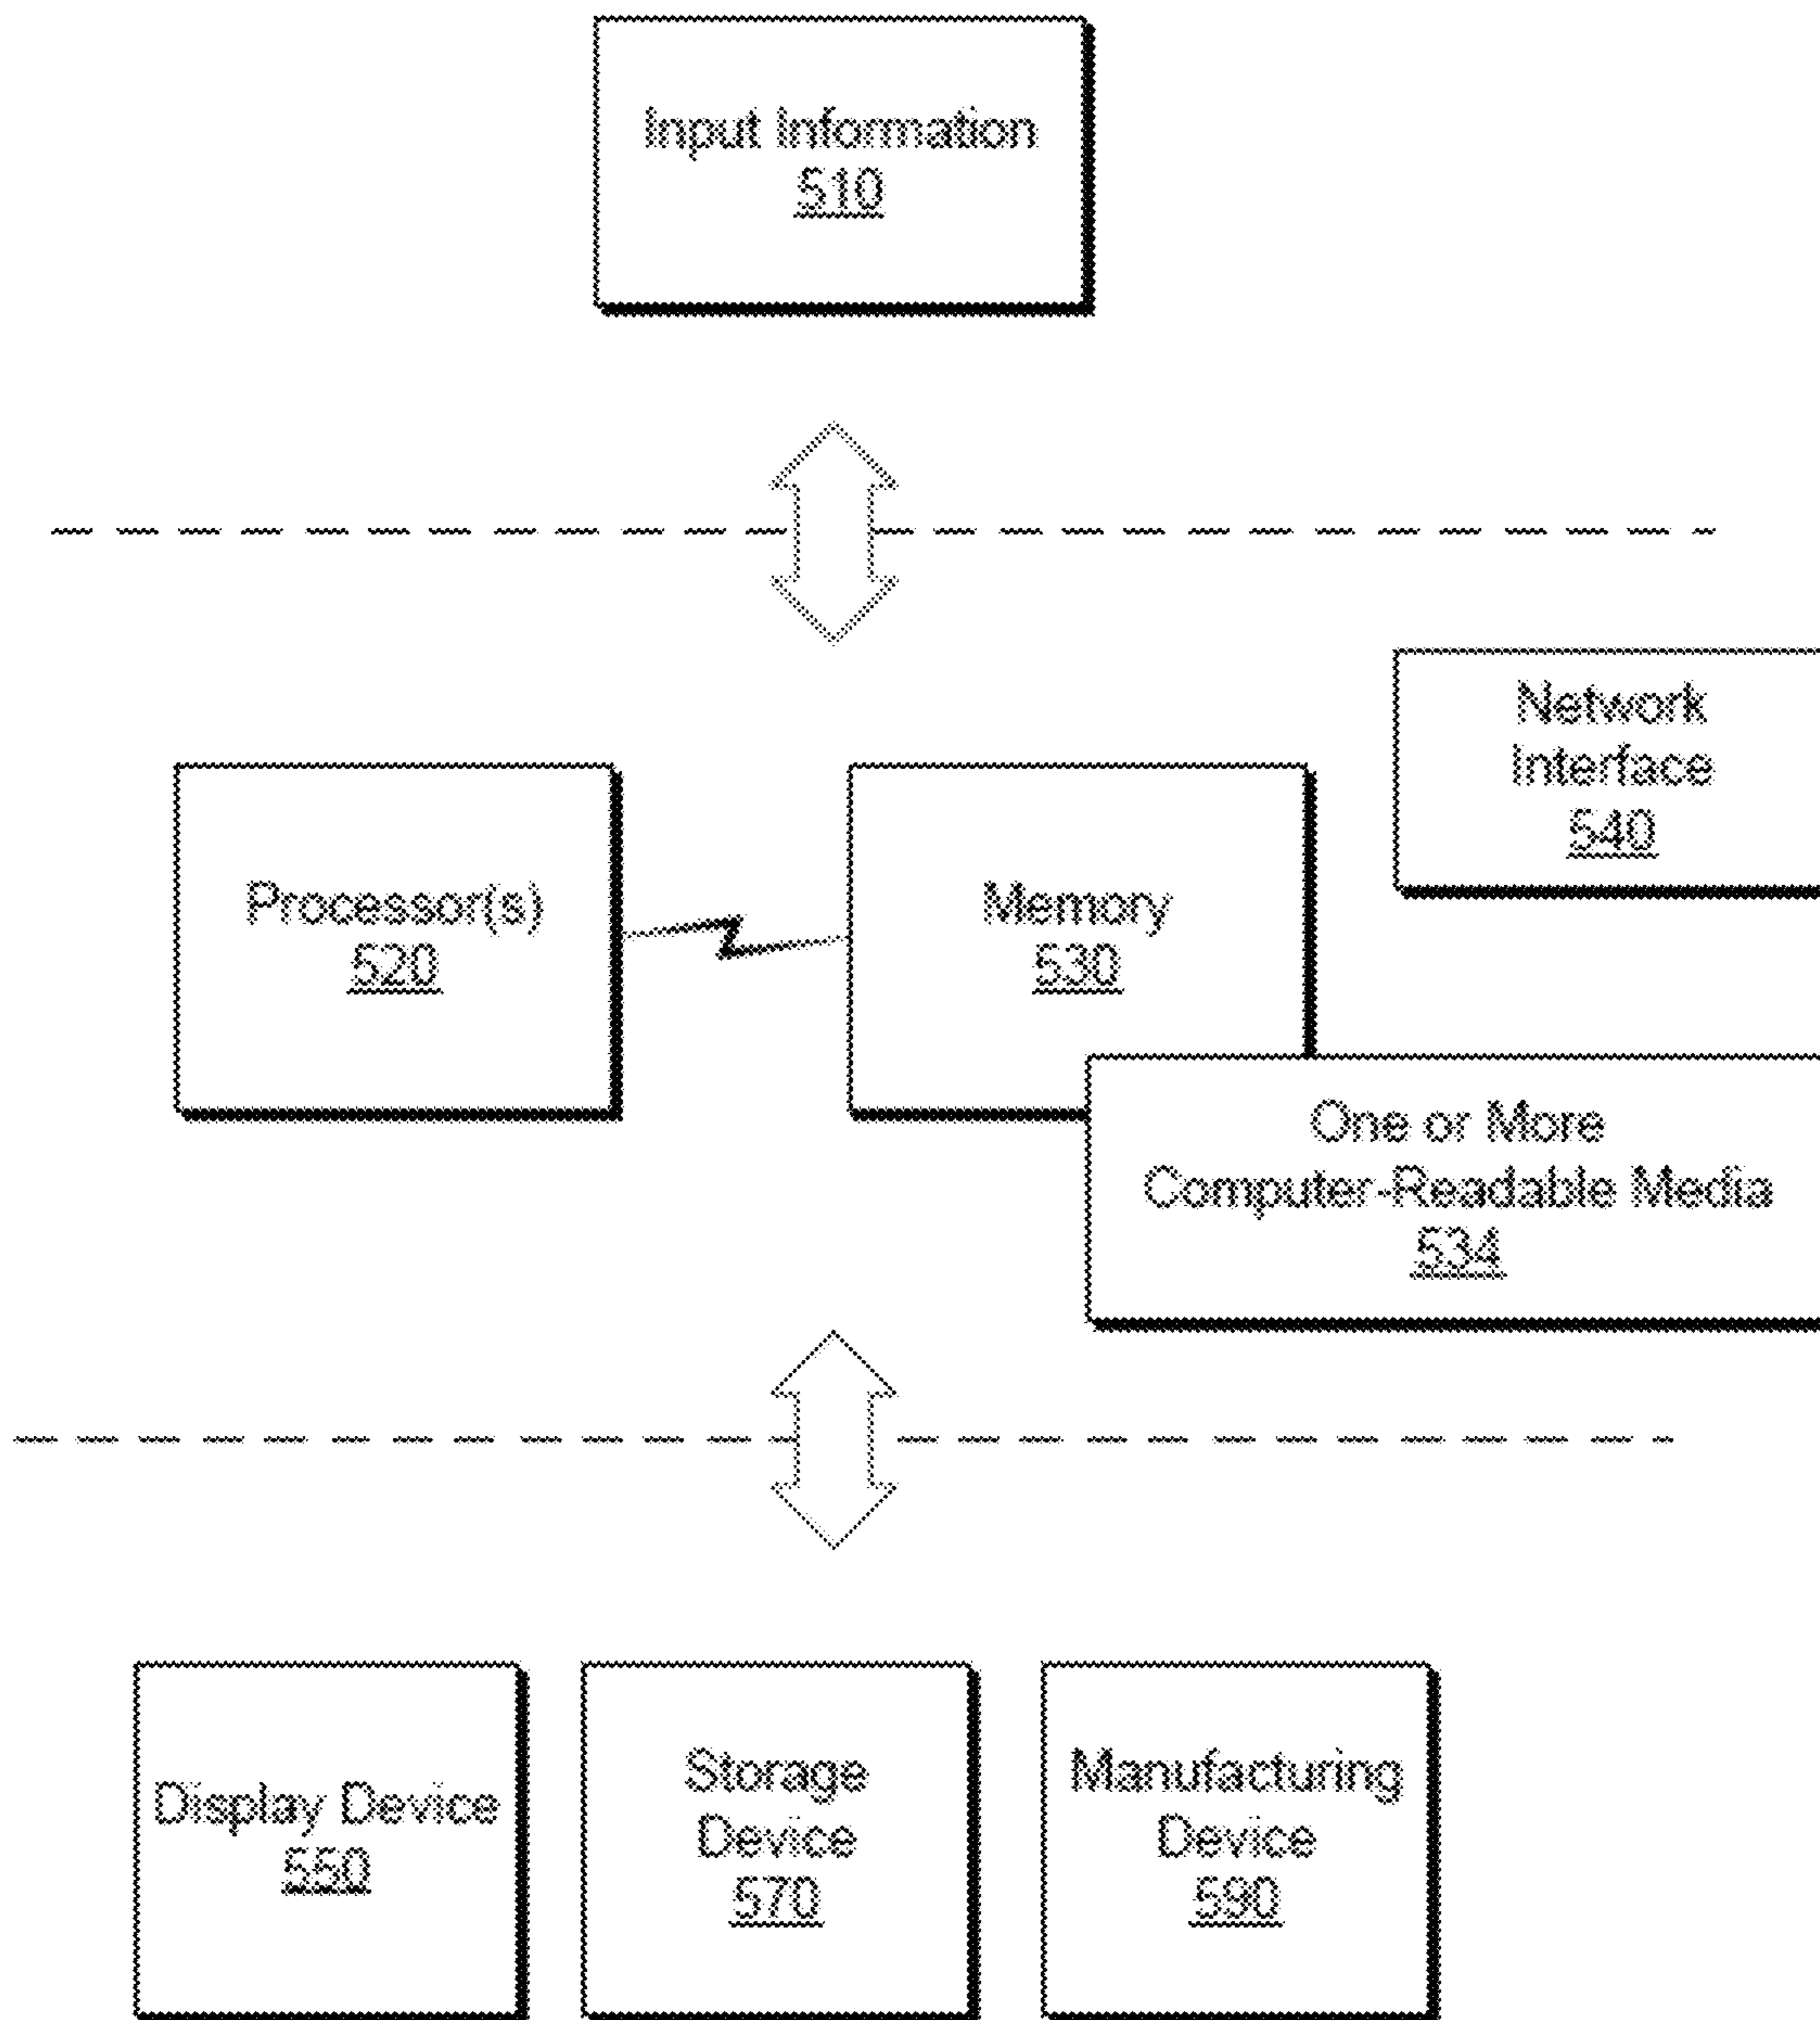 Input Information
510
Network
Interface
540
Processor(s)
520
Memory
530
One or More
Computer-Readable Media
534
Display Device
550
Storage
Device
570
Manufacturing
Device
590